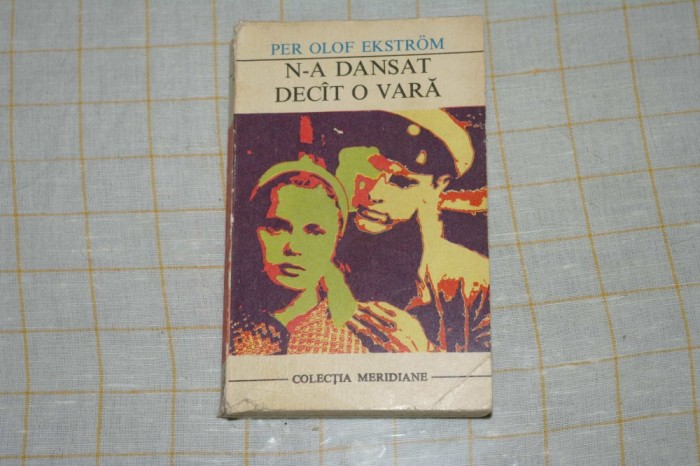 PER OLOF EKSTRÖM
N-A DANSAT
DECÎT O VARĂ
COLECȚIA MERIDIANE